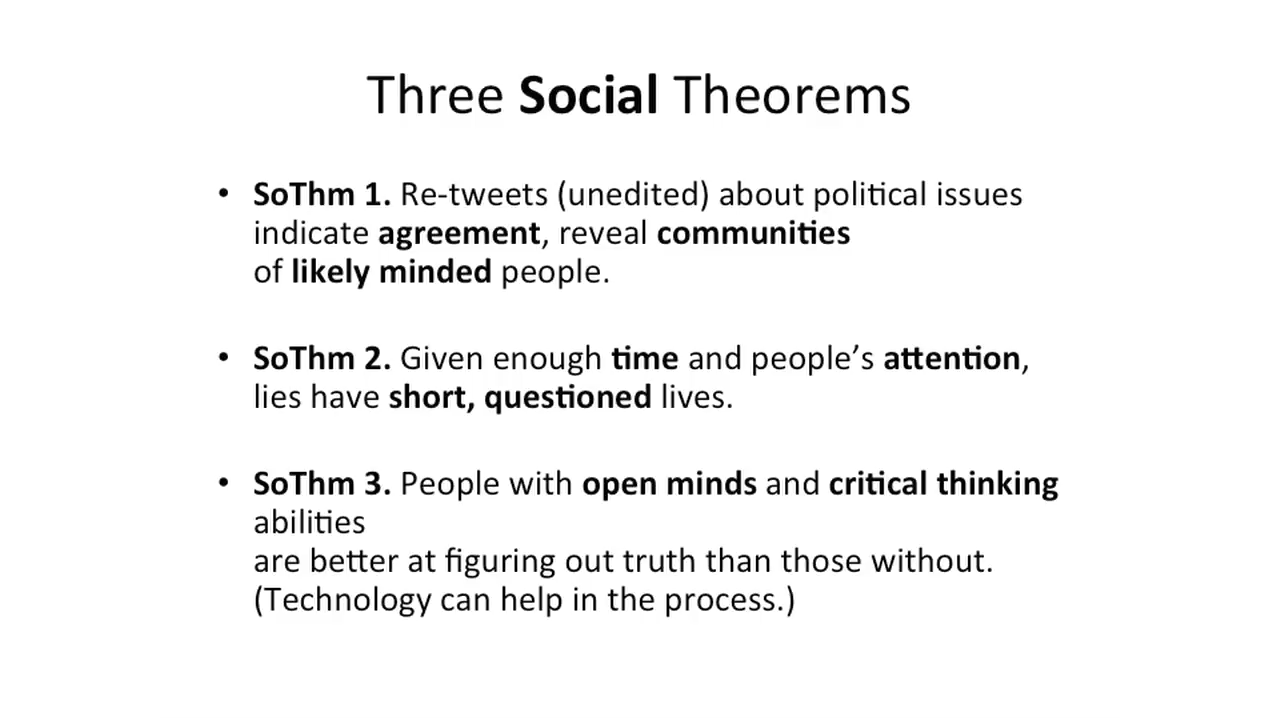 Three Social Theorems
• SoThm 1. Re-tweets (unedited) about political issues
indicate agreement, reveal communities
of likely minded people.
• SoThm 2. Given enough time and people’s attention,
lies have short, questioned lives.
• SoThm 3. People with open minds and critical thinking
abilities
are better at figuring out truth than those without.
(Technology can help in the process.)